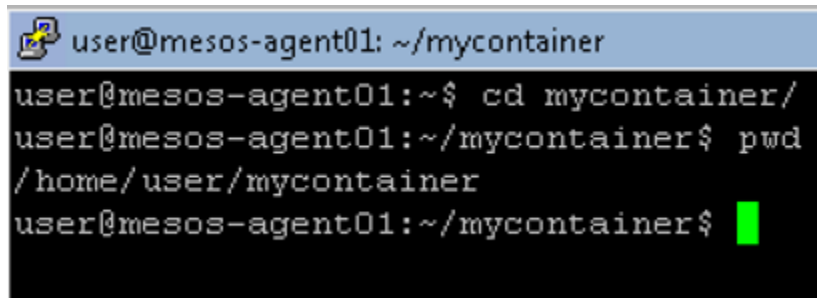 user@mesos-agent01: ~/mycontainer
user@mesos-agent01:~$ cd mycontainer/
user@mesos-agent01:~/mycontainer$ pwd
/home/user/mycontainer
user@mesos-agent01:~/mycontainer$